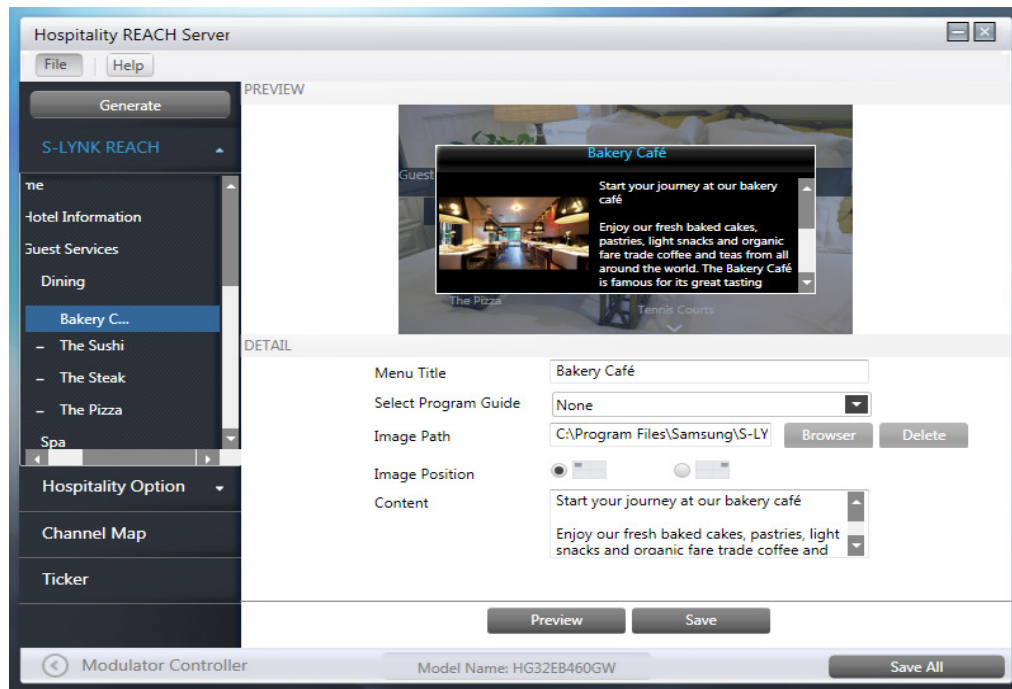 Hospitality REACH Server
File
Help
Generate
S-LYNK REACH
me
Hotel Information
Guest Services
Dining
Bakery C...
– The Sushi
– The Steak
– The Pizza
Spa
Hospitality Option
Channel Map
Ticker
PREVIEW
Guest
The Pizza
Tennis Courts
Bakery Café
Start your journey at our bakery
café
Enjoy our fresh baked cakes,
pastries, light snacks and organic
fare trade coffee and teas from all
around the world. The Bakery Café
is famous for its great tasting
DETAIL
Menu Title
Bakery Café
Select Program Guide
None
Image Path
C:\Program Files\Samsung\S-LY
Browser
Delete
Image Position
Content
Start your journey at our bakery café
Enjoy our fresh baked cakes, pastries, light
snacks and organic fare trade coffee and
Preview
Save
Modulator Controller
Model Name: HG32EB460GW
Save All